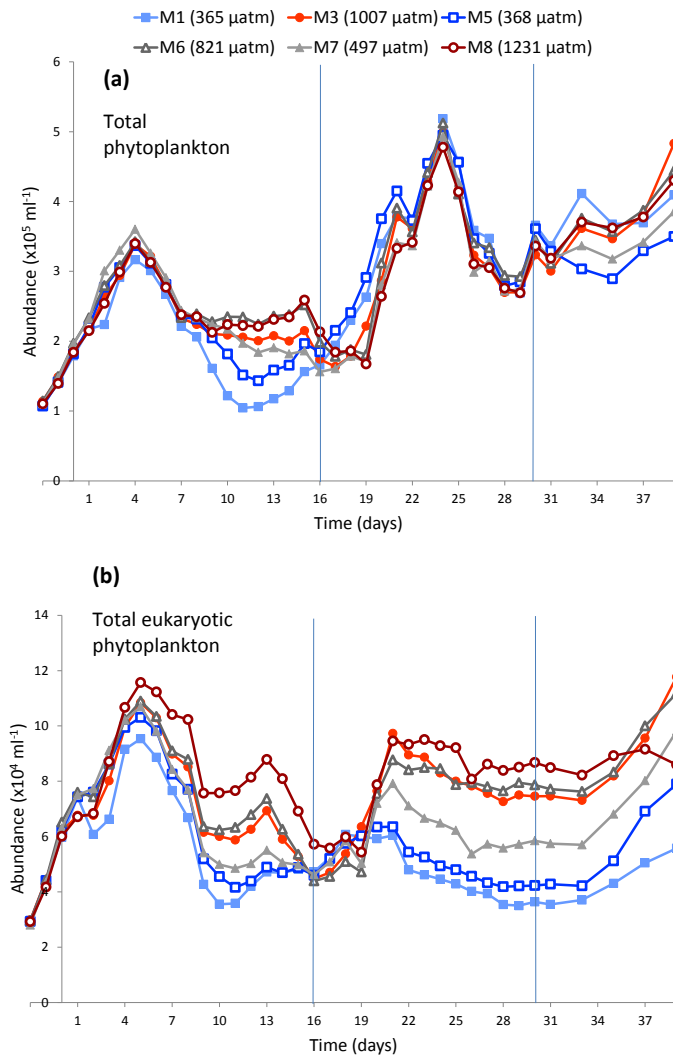 M1 (365 µatm) M3 (1007 µatm) M5 (368 µatm)
M6 (821 µatm) M7 (497 µatm) M8 (1231 µatm)
(a)
Total
phytoplankton
Abundance (x10⁵ ml⁻¹)
6
5
4
3
2
1
0
1 4 7 10 13 16 19 22 25 28 31 34 37
Time (days)
(b)
Total eukaryotic
phytoplankton
Abundance (x10⁴ ml⁻¹)
14
12
10
8
6
4
2
0
1 4 7 10 13 16 19 22 25 28 31 34 37
Time (days)